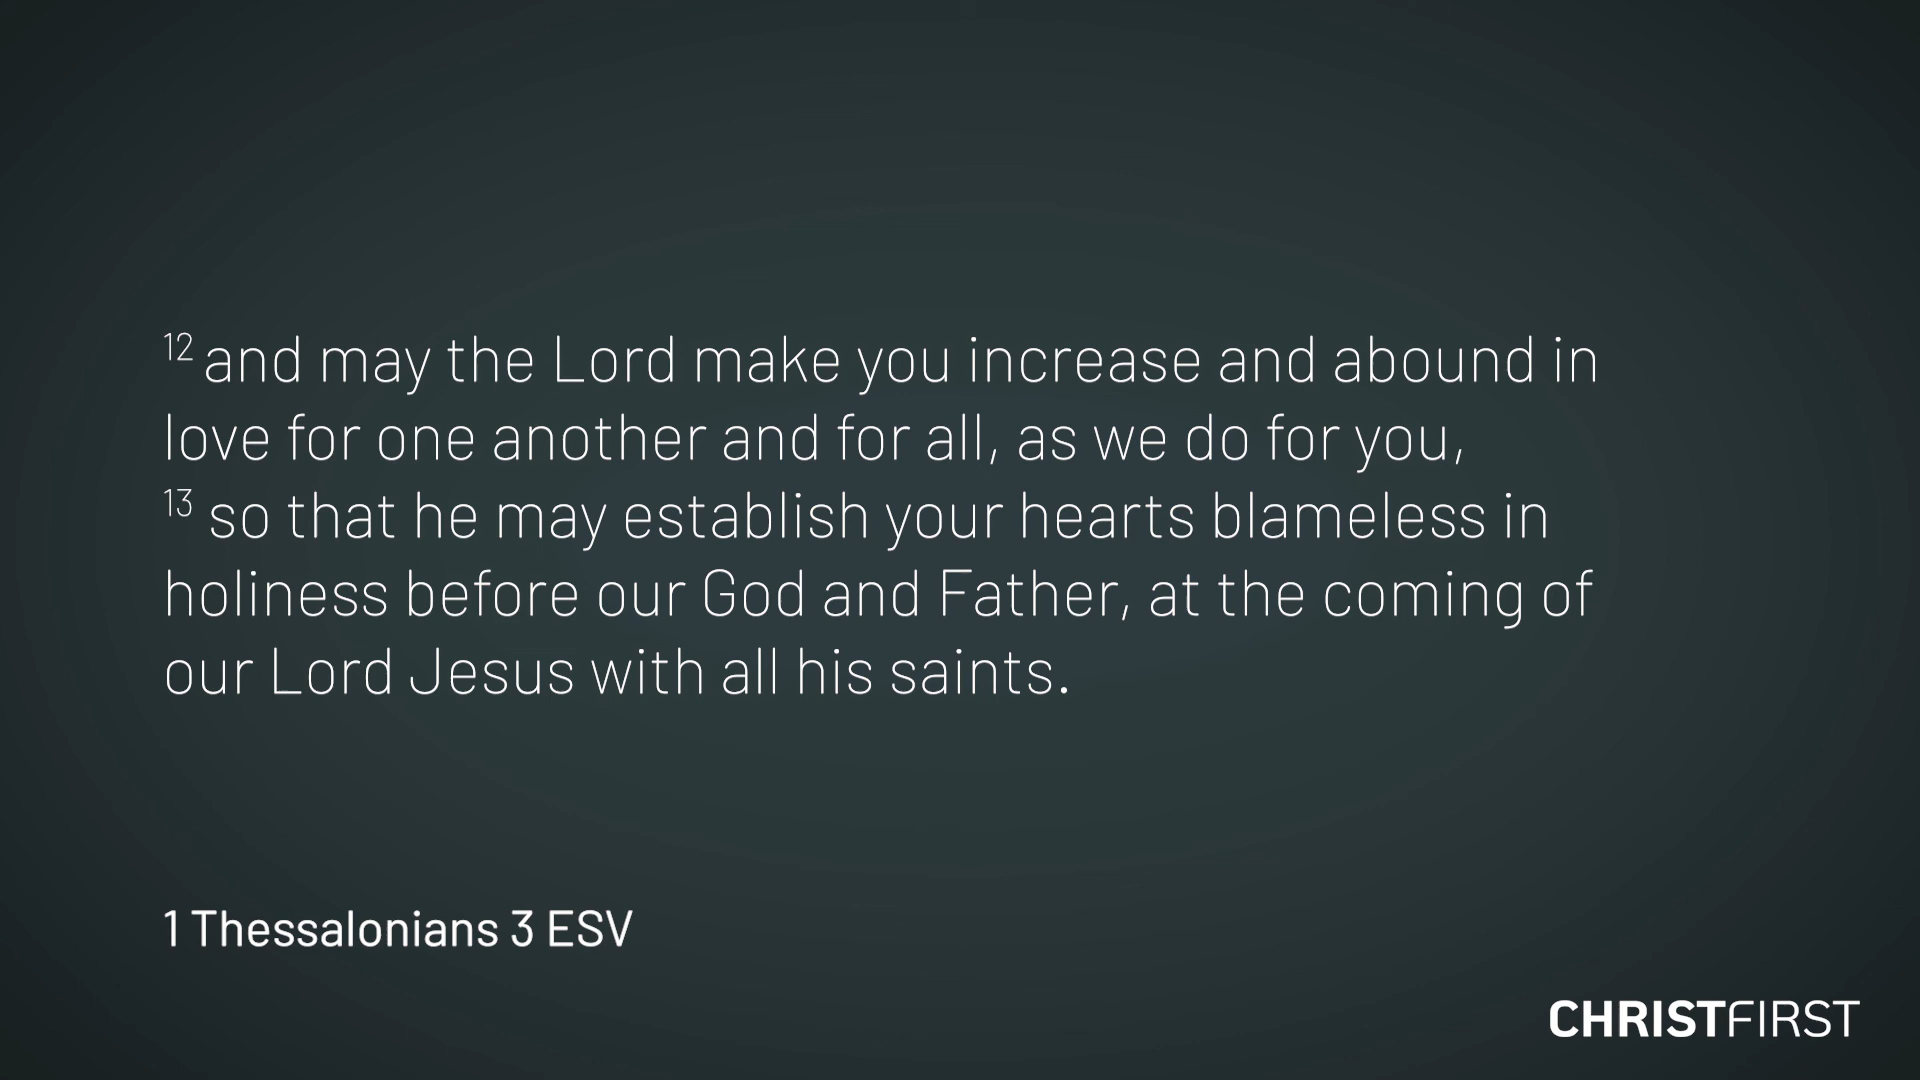 12 and may the Lord make you increase and abound in
love for one another and for all, as we do for you,
13 so that he may establish your hearts blameless in
holiness before our God and Father, at the coming of
our Lord Jesus with all his saints.
1 Thessalonians 3 ESV
CHRISTFIRST